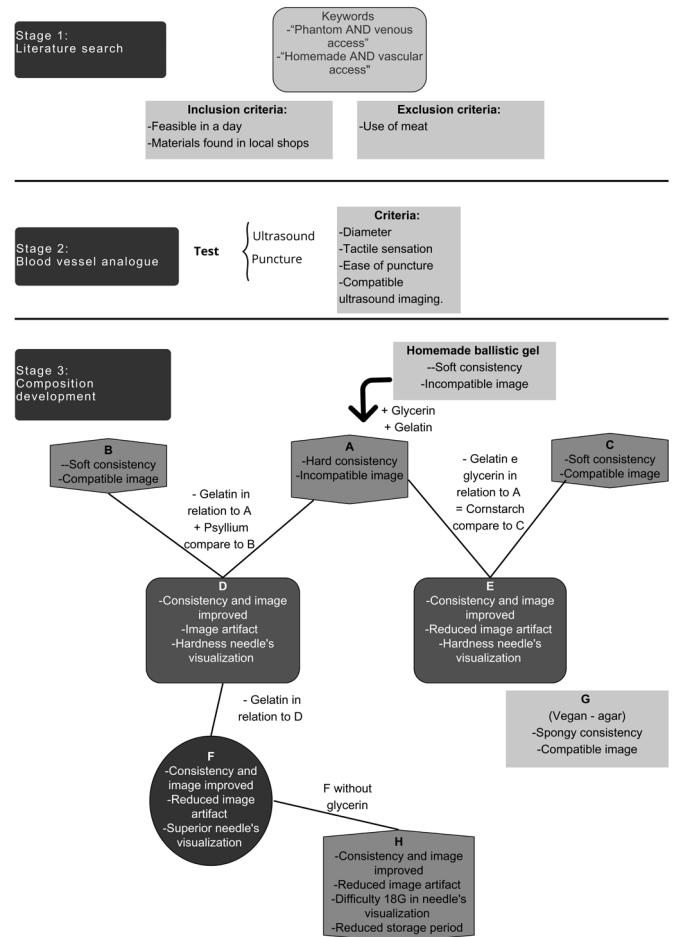 Stage 1:
Literature search
Keywords
-“Phantom AND venous
access”
-“Homemade AND vascular
access"
Inclusion criteria:
-Feasible in a day
-Materials found in local shops
Exclusion criteria:
-Use of meat
Stage 2:
Blood vessel analogue
Test
Ultrasound
Puncture
Criteria:
-Diameter
-Tactile sensation
-Ease of puncture
-Compatible
ultrasound imaging.
Stage 3:
Composition
development
Homemade ballistic gel
--Soft consistency
-Incompatible image
+ Glycerin
+ Gelatin
B
--Soft consistency
-Compatible image
A
-Hard consistency
-Incompatible image
C
-Soft consistency
-Compatible image
- Gelatin in
relation to A
+ Psyllium
compare to B
- Gelatin e
glycerin in
relation to A
= Cornstarch
compare to C
D
-Consistency and image
improved
-Image artifact
-Hardness needle's
visualization
E
-Consistency and image
improved
-Reduced image artifact
-Hardness needle's
visualization
- Gelatin in
relation to D
G
(Vegan - agar)
-Spongy consistency
-Compatible image
F
-Consistency and
image improved
-Reduced image
artifact
-Superior needle's
visualization
F without
glycerin
H
-Consistency and image
improved
-Reduced image artifact
-Difficulty 18G in needle's
visualization
-Reduced storage period